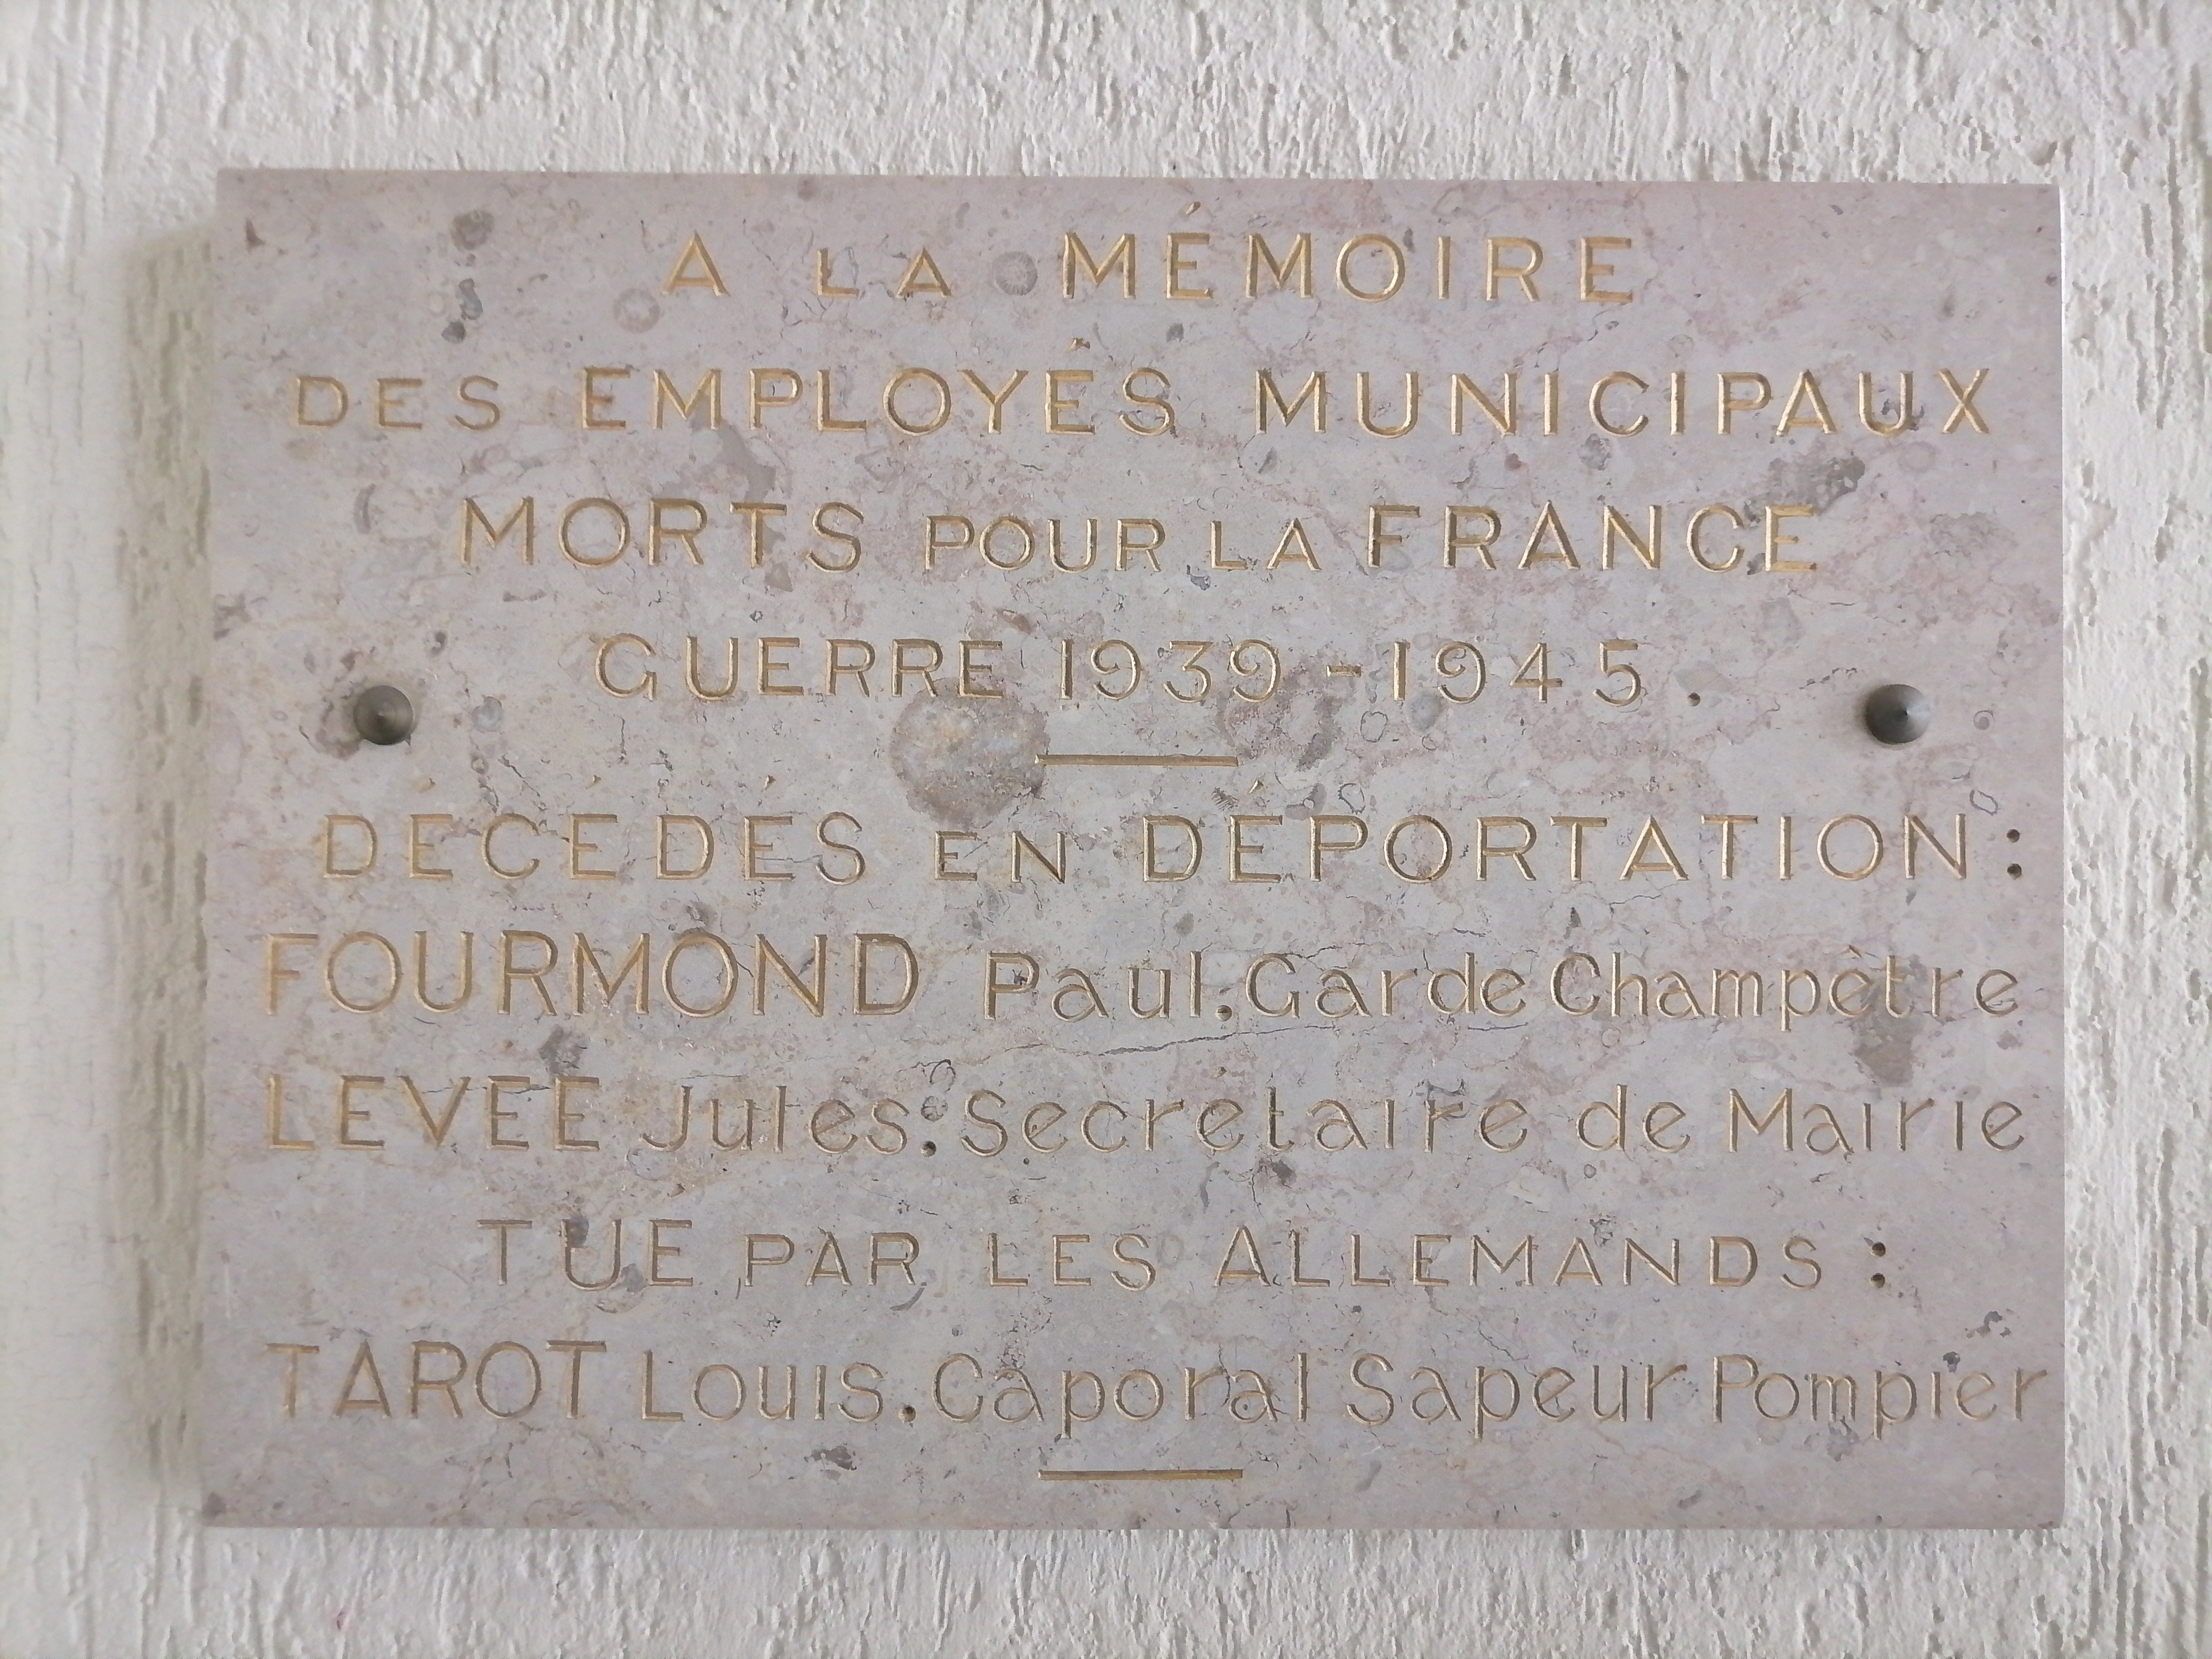 A LA MÉMOIRE
DES EMPLOYÉS MUNICIPAUX
MORTS POUR LA FRANCE
GUERRE 1939-1945.
DÉCÉDÉS EN DÉPORTATION:
FOURMOND Paul. Garde Champêtre
LEVEE Jules. Secrétaire de Mairie
TUÉ PAR LES ALLEMANDS:
TAROT Louis. Caporal Sapeur Pompier